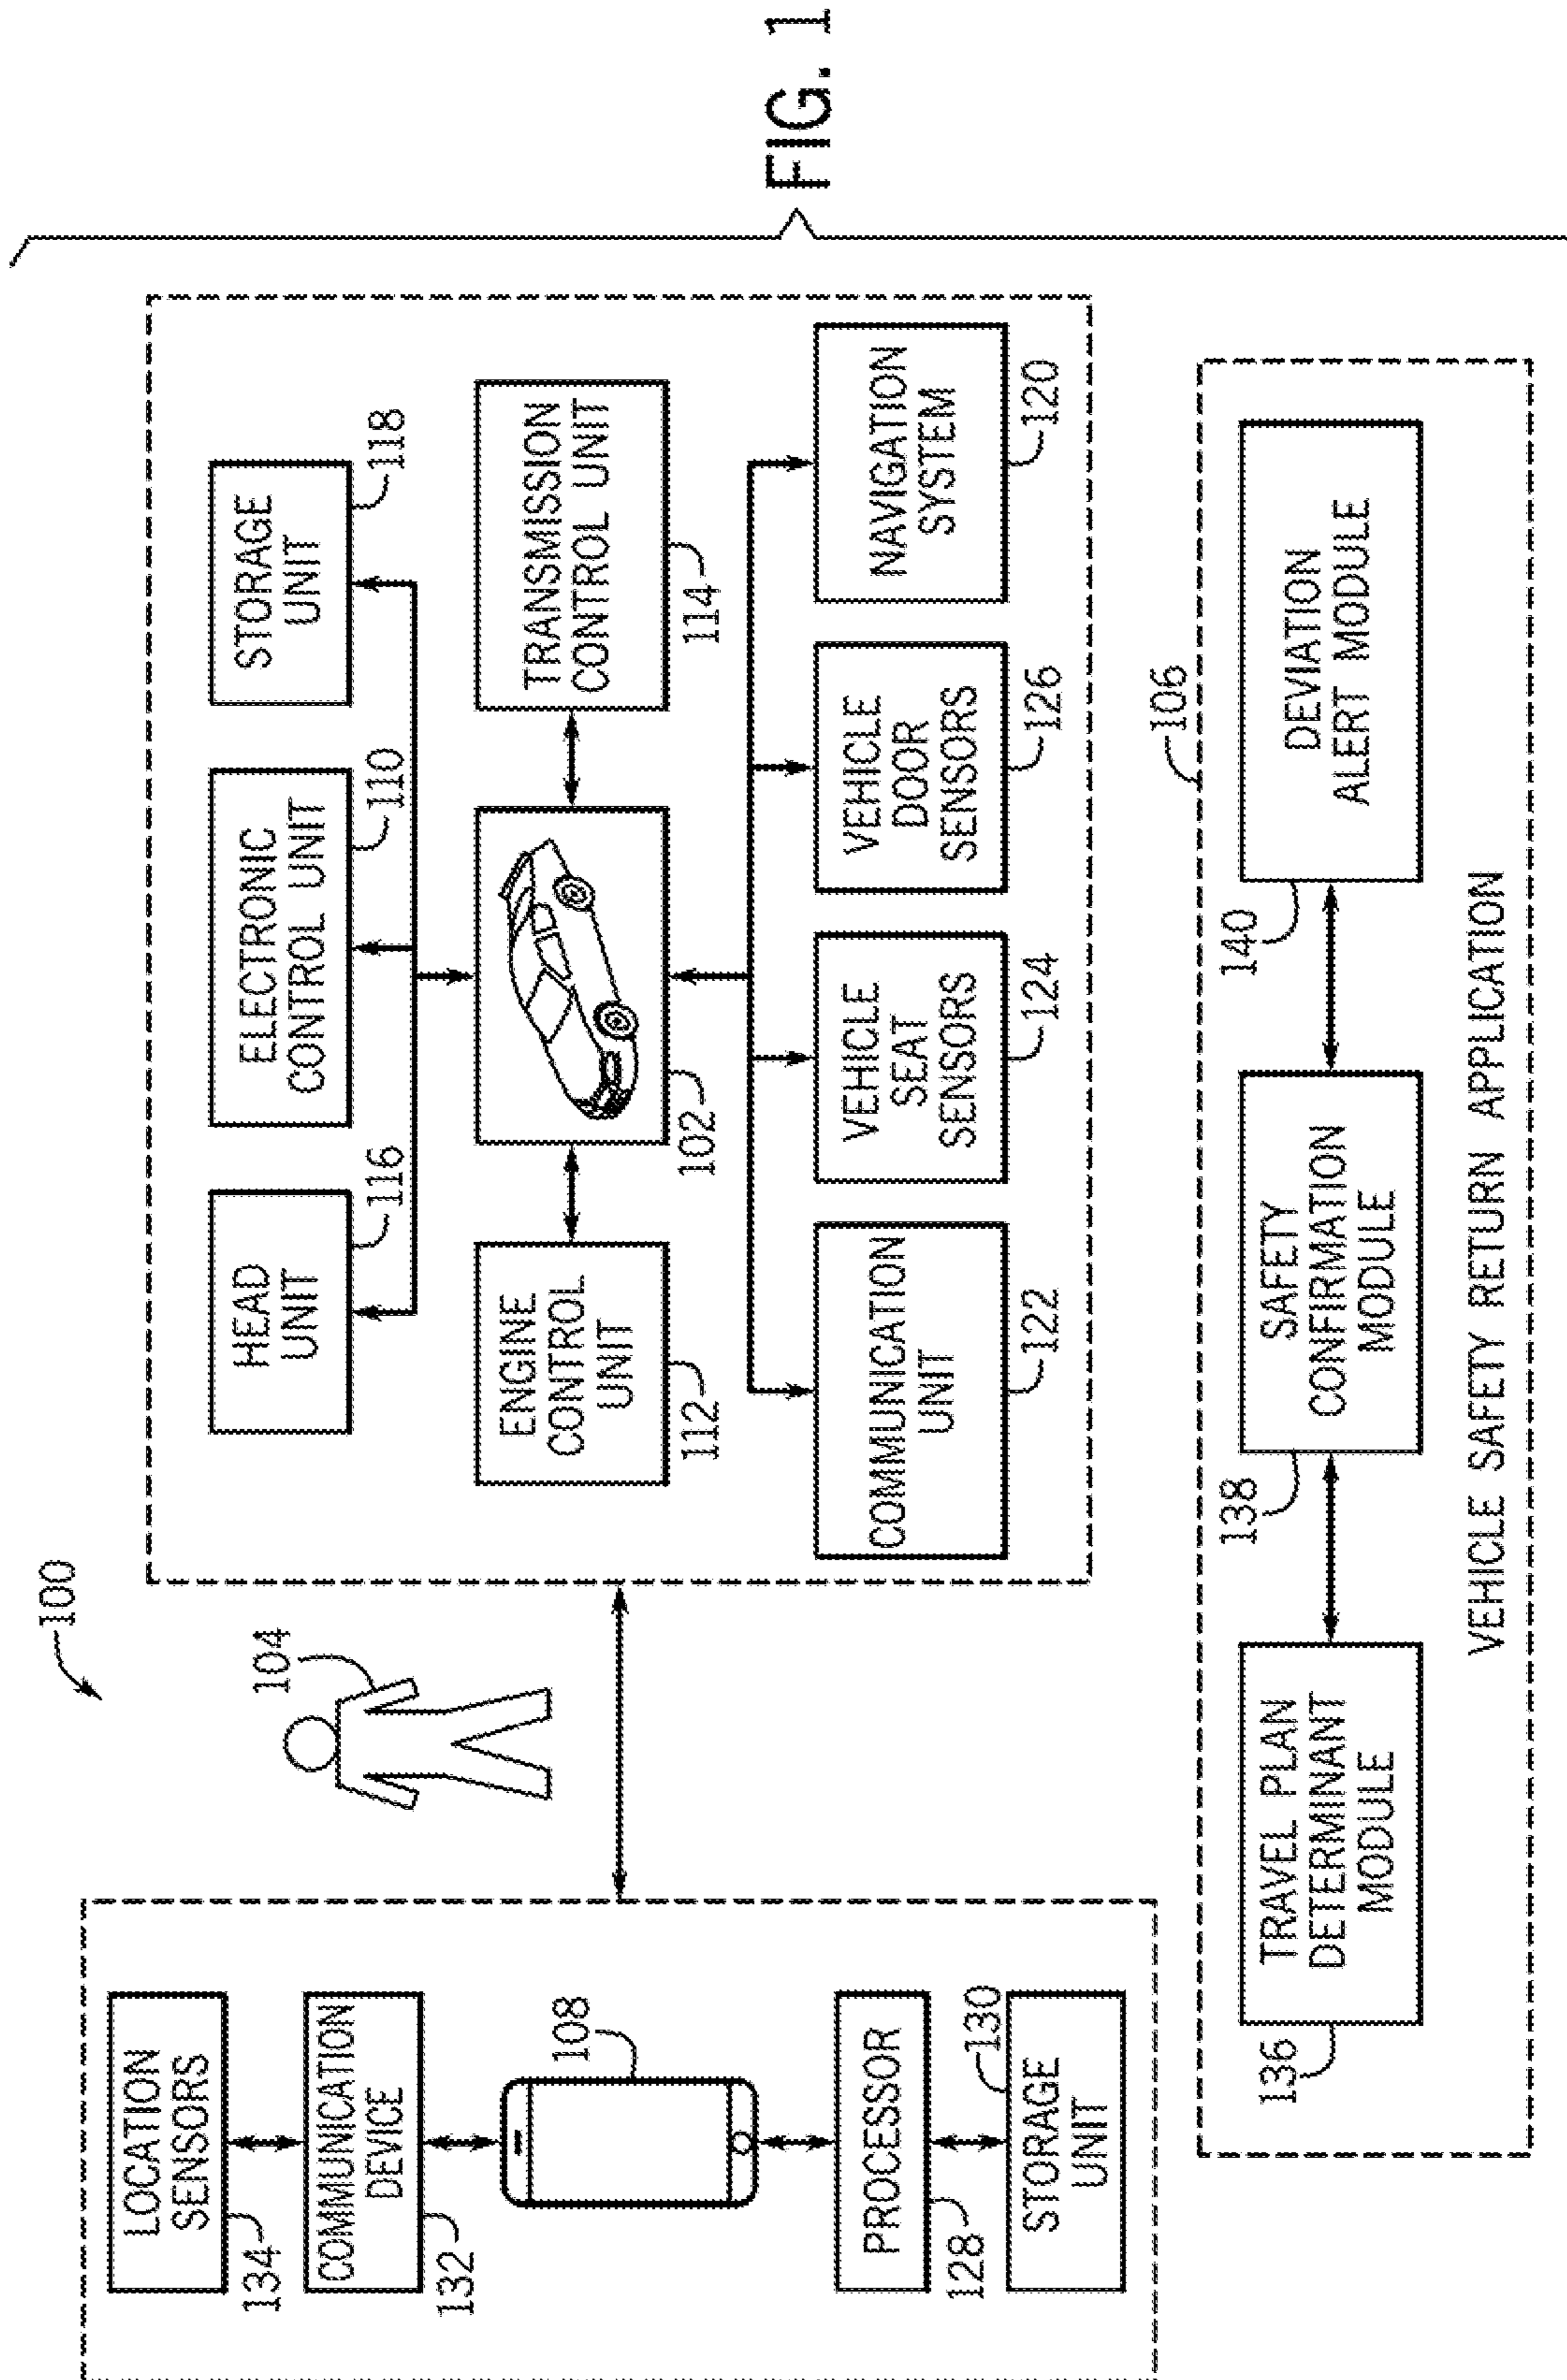 100
LOCATION
SENSORS
134
COMMUNICATION
DEVICE
132
108
PROCESSOR
128
130
STORAGE
UNIT
104
HEAD
UNIT
116
ELECTRONIC
CONTROL UNIT
110
STORAGE
UNIT
118
ENGINE
CONTROL
UNIT
112
102
TRANSMISSION
CONTROL UNIT
114
COMMUNICATION
UNIT
122
VEHICLE
SEAT
SENSORS
124
VEHICLE
DOOR
SENSORS
126
NAVIGATION
SYSTEM
120
106
136
TRAVEL PLAN
DETERMINANT
MODULE
138
SAFETY
CONFIRMATION
MODULE
140
DEVIATION
ALERT MODULE
VEHICLE SAFETY RETURN APPLICATION
FIG. 1